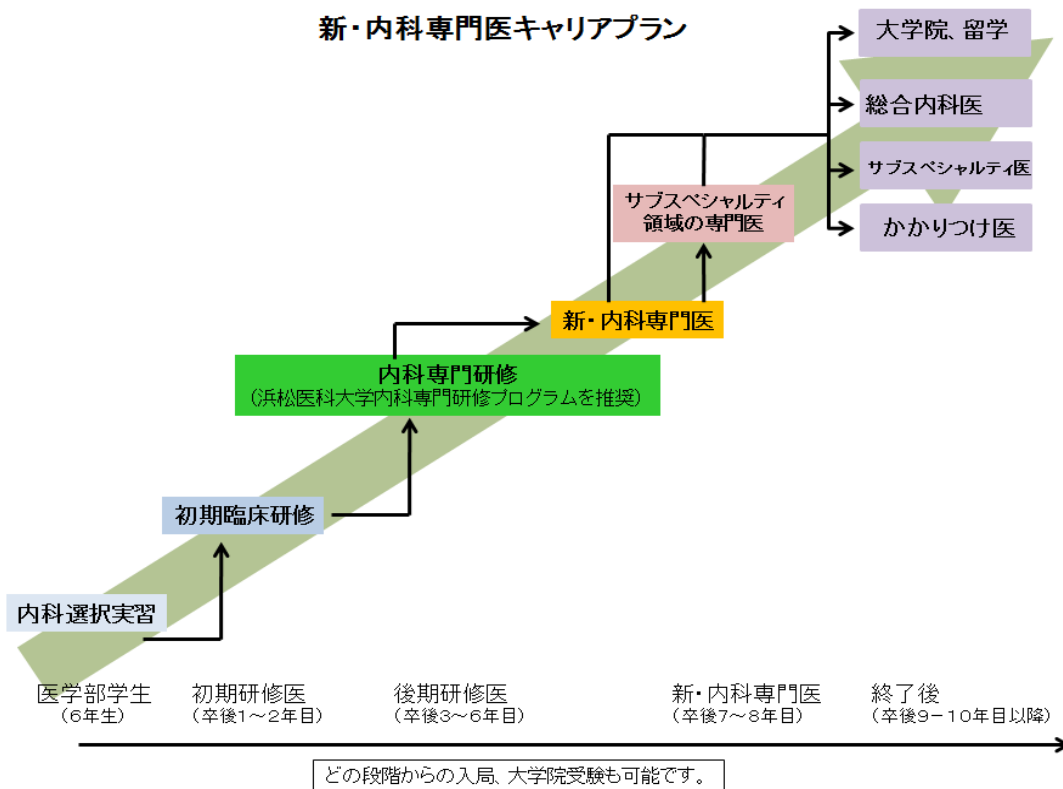 新・内科専門医キャリアプラン
大学院、留学
総合内科医
サブスペシャルティ医
かかりつけ医
サブスペシャルティ
領域の専門医
新・内科専門医
内科専門研修
（浜松医科大学内科専門研修プログラムを推奨）
初期臨床研修
内科選択実習
医学部学生
（6年生）
初期研修医
（卒後1～2年目）
後期研修医
（卒後3～6年目）
新・内科専門医
（卒後7～8年目）
終了後
（卒後9－10年目以降）
どの段階からの入局、大学院受験も可能です。